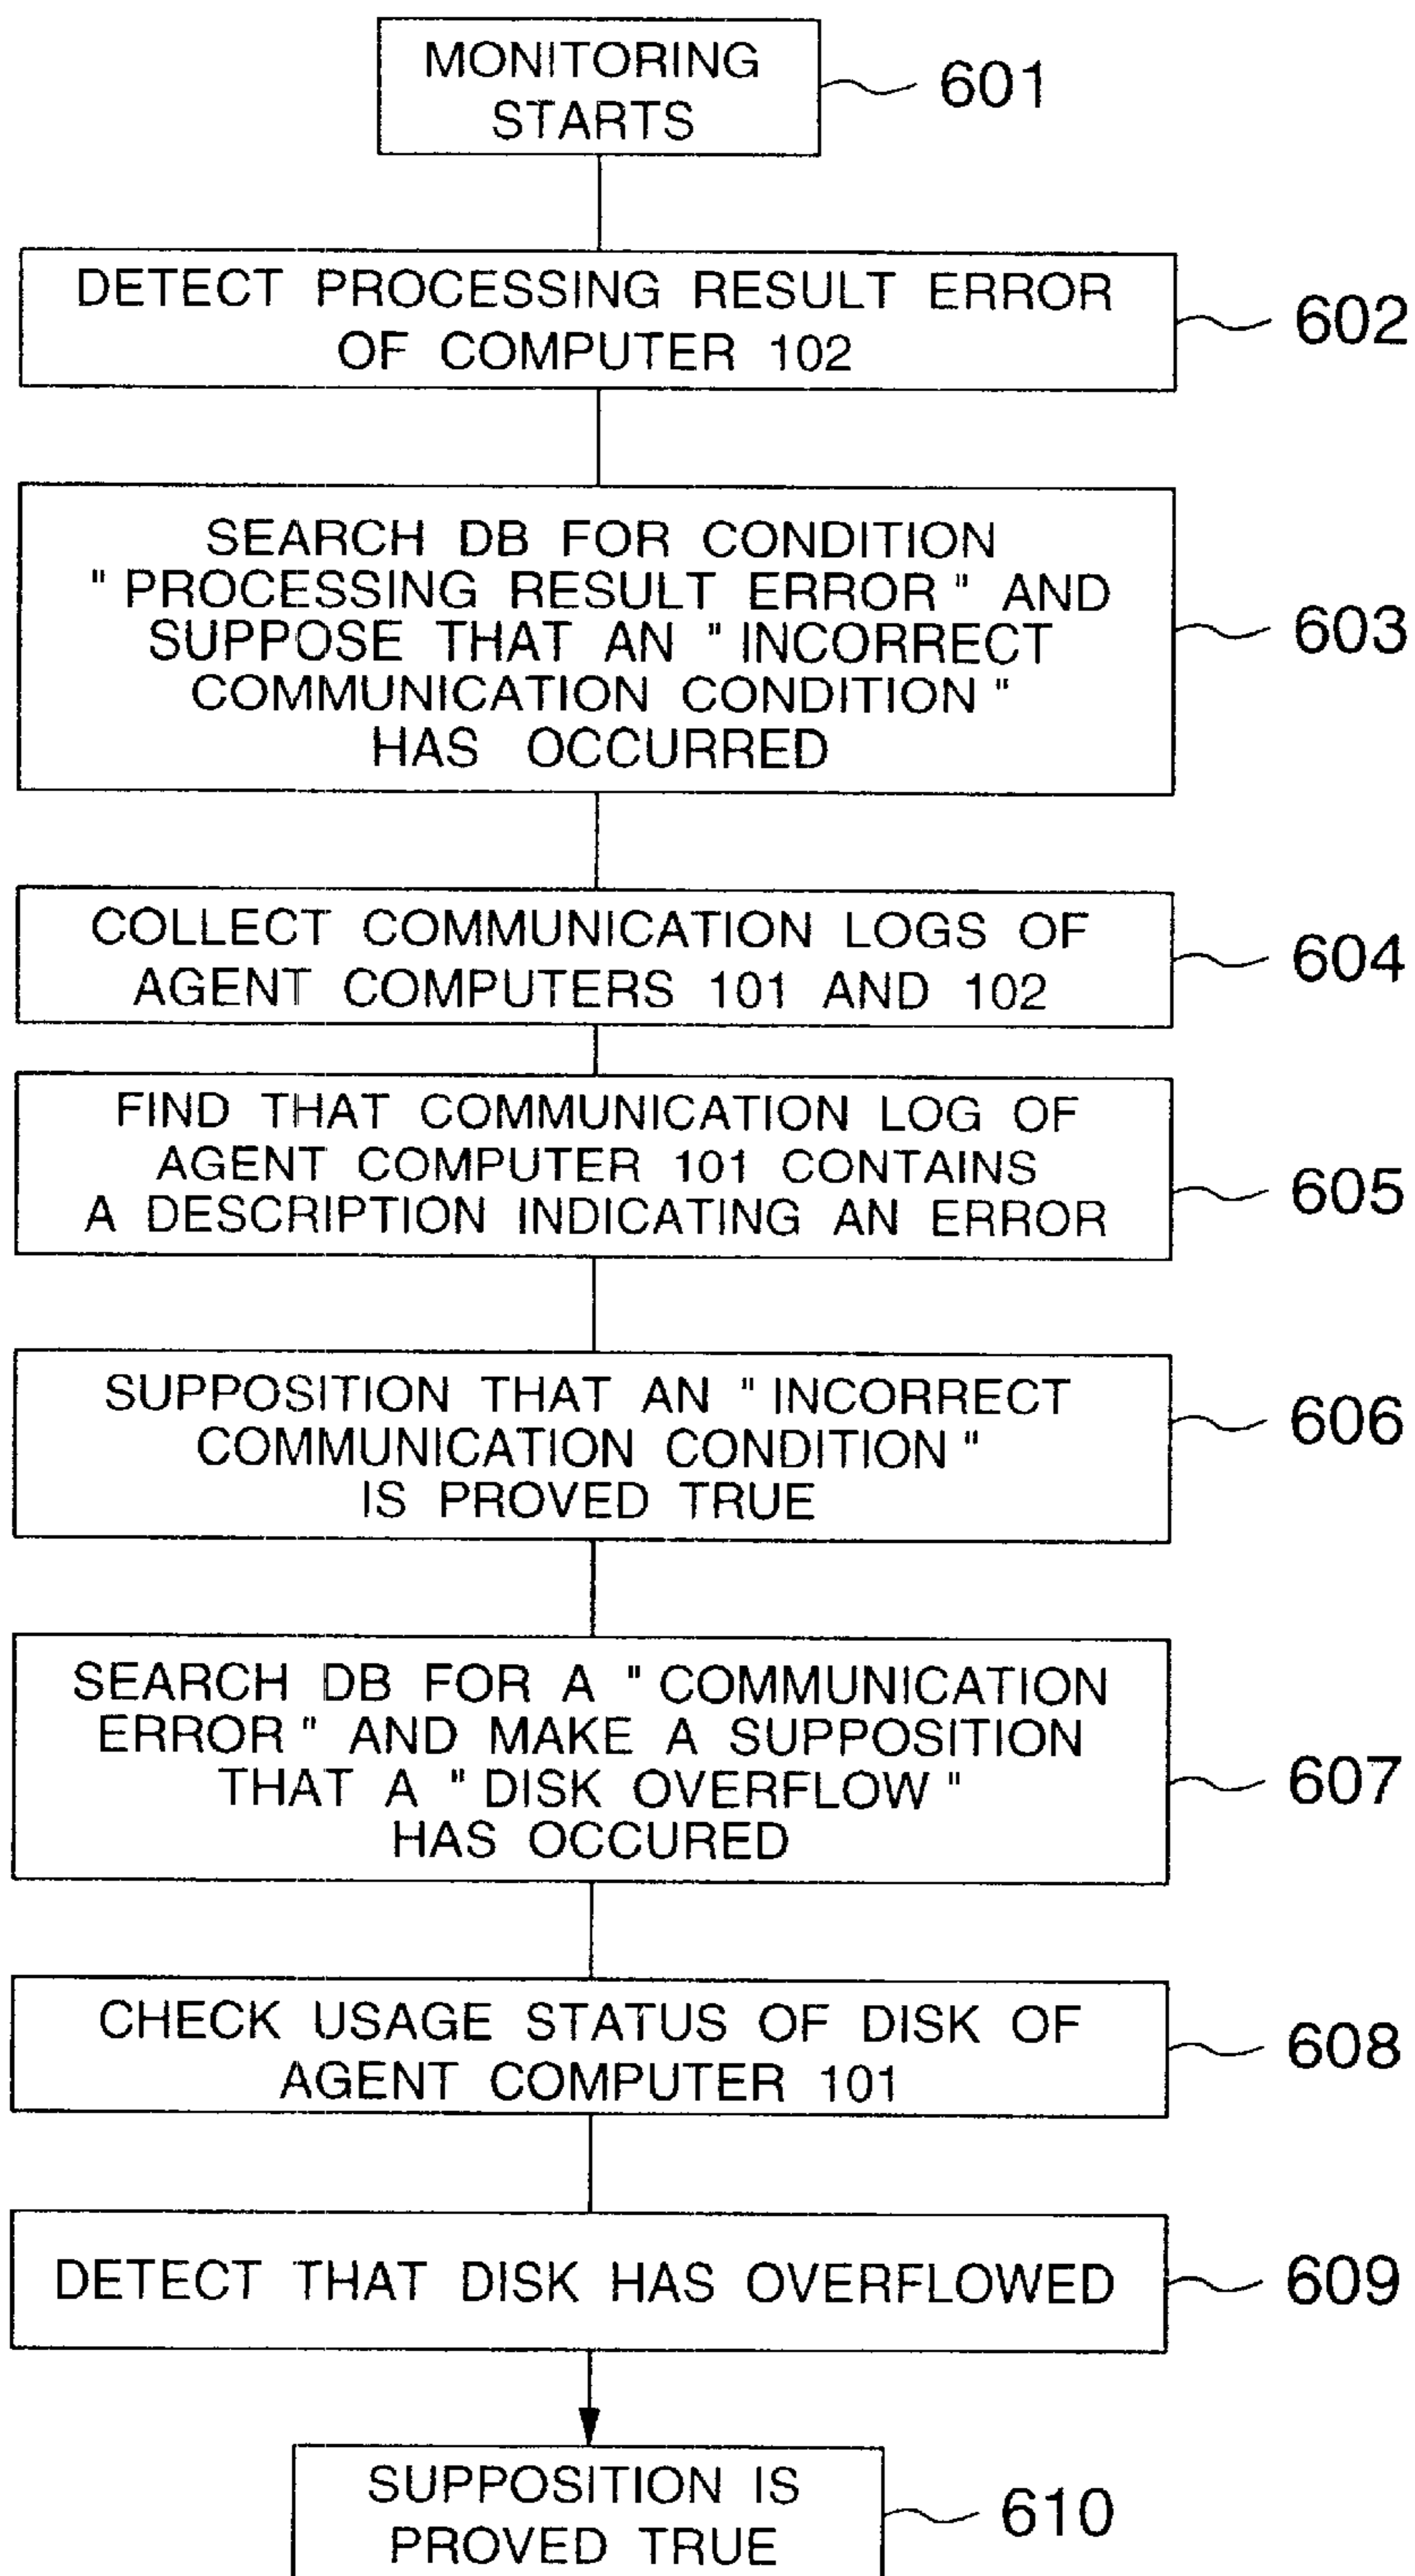 MONITORING
STARTS
601
DETECT PROCESSING RESULT ERROR
OF COMPUTER 102
602
SEARCH DB FOR CONDITION
" PROCESSING RESULT ERROR " AND
SUPPOSE THAT AN " INCORRECT
COMMUNICATION CONDITION "
HAS OCCURRED
603
COLLECT COMMUNICATION LOGS OF
AGENT COMPUTERS 101 AND 102
604
FIND THAT COMMUNICATION LOG OF
AGENT COMPUTER 101 CONTAINS
A DESCRIPTION INDICATING AN ERROR
605
SUPPOSITION THAT AN " INCORRECT
COMMUNICATION CONDITION "
IS PROVED TRUE
606
SEARCH DB FOR A " COMMUNICATION
ERROR " AND MAKE A SUPPOSITION
THAT A " DISK OVERFLOW "
HAS OCCURED
607
CHECK USAGE STATUS OF DISK OF
AGENT COMPUTER 101
608
DETECT THAT DISK HAS OVERFLOWED
609
SUPPOSITION IS
PROVED TRUE
610